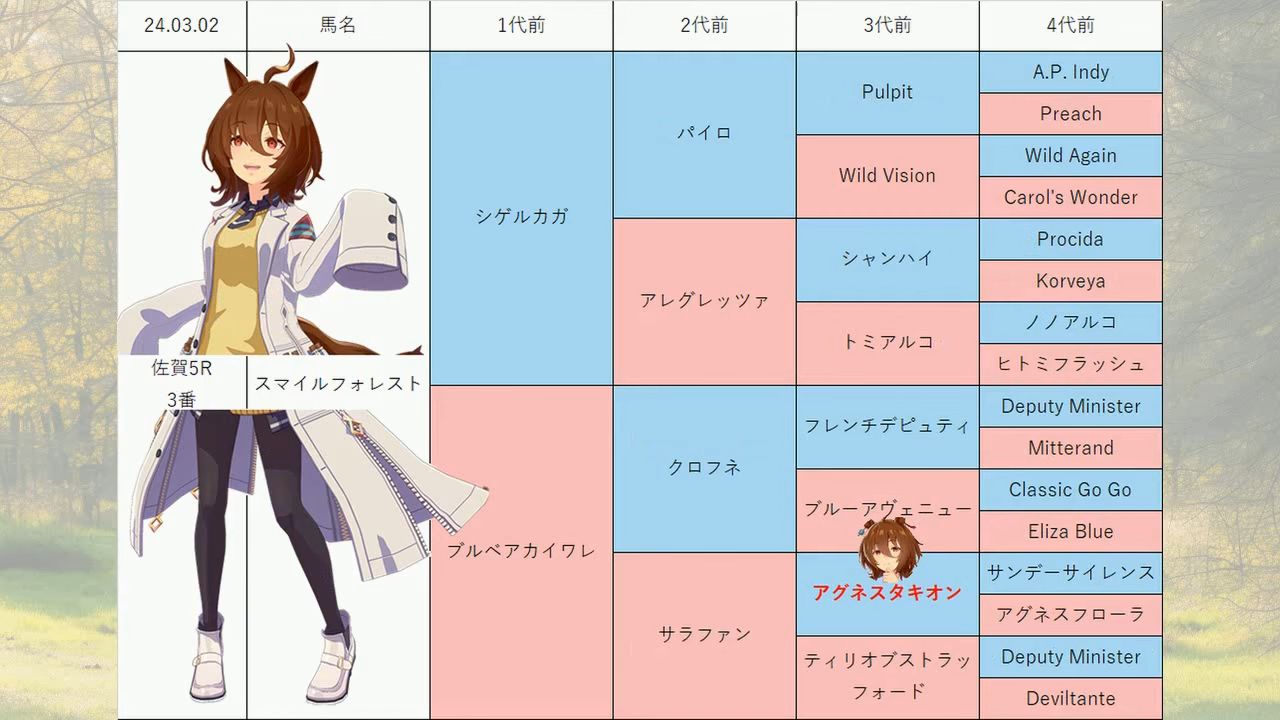 24.03.02
馬名
1代前
2代前
3代前
4代前
佐賀5R
3番
スマイルフォレスト
シゲルカガ
ブルベアカイワレ
パイロ
アレグレッツァ
クロフネ
サラファン
Pulpit
Wild Vision
シャンハイ
トミアルコ
フレンチデピュティ
ブルーアヴェニュー
アグネスタキオン
ティリオブストラッ
フォード
A.P. Indy
Preach
Wild Again
Carol's Wonder
Procida
Korveya
ノノアルコ
ヒトミフラッシュ
Deputy Minister
Mitterand
Classic Go Go
Eliza Blue
サンデーサイレンス
アグネスフローラ
Deputy Minister
Deviltante